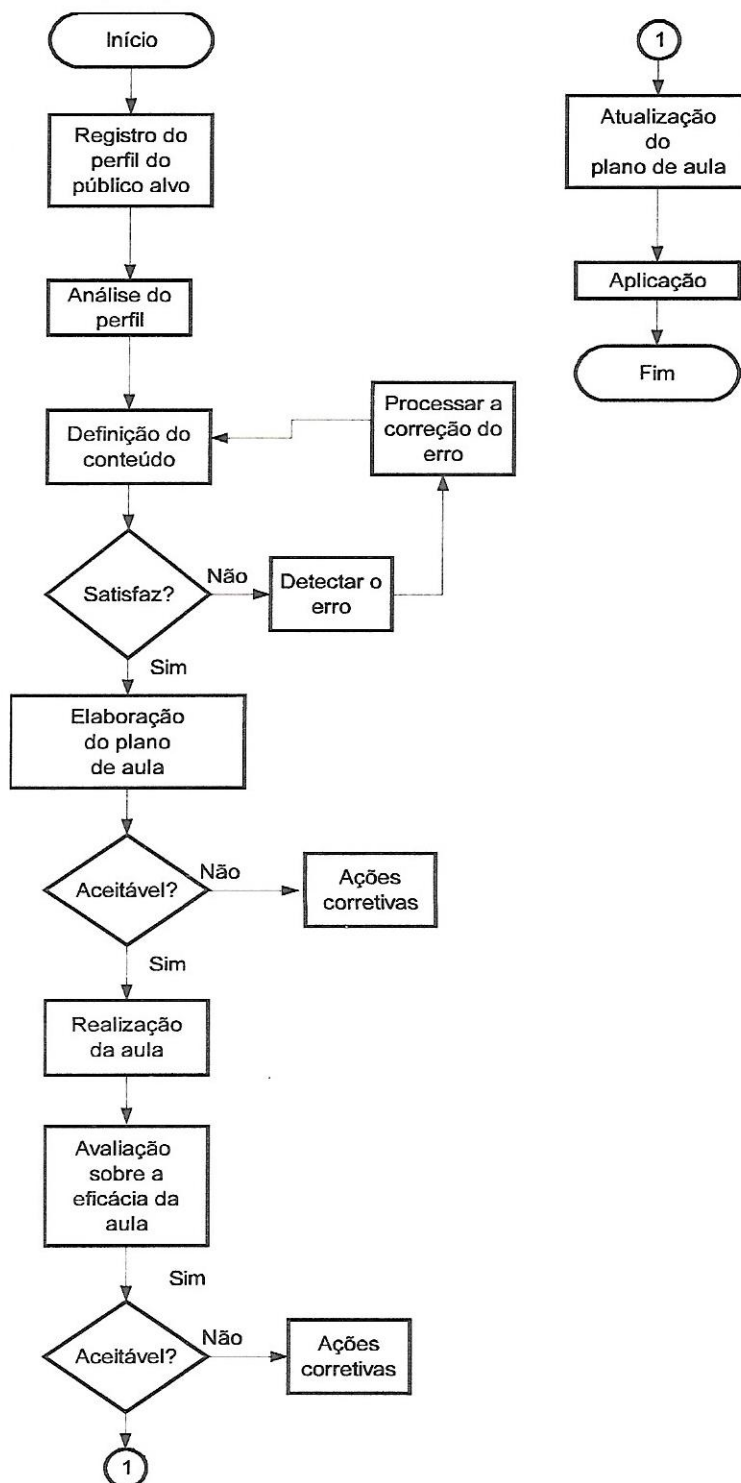 Início
Registro do
perfil do
público alvo
Análise do
perfil
Definição do
conteúdo
Processar a
correção do
erro
Satisfaz?
Não
Detectar o
erro
Sim
Elaboração
do plano
de aula
Aceitável?
Não
Ações
corretivas
Sim
Realização
da aula
Avaliação
sobre a
eficácia da
aula
Sim
Aceitável?
Não
Ações
corretivas
1
1
Atualização
do
plano de aula
Aplicação
Fim